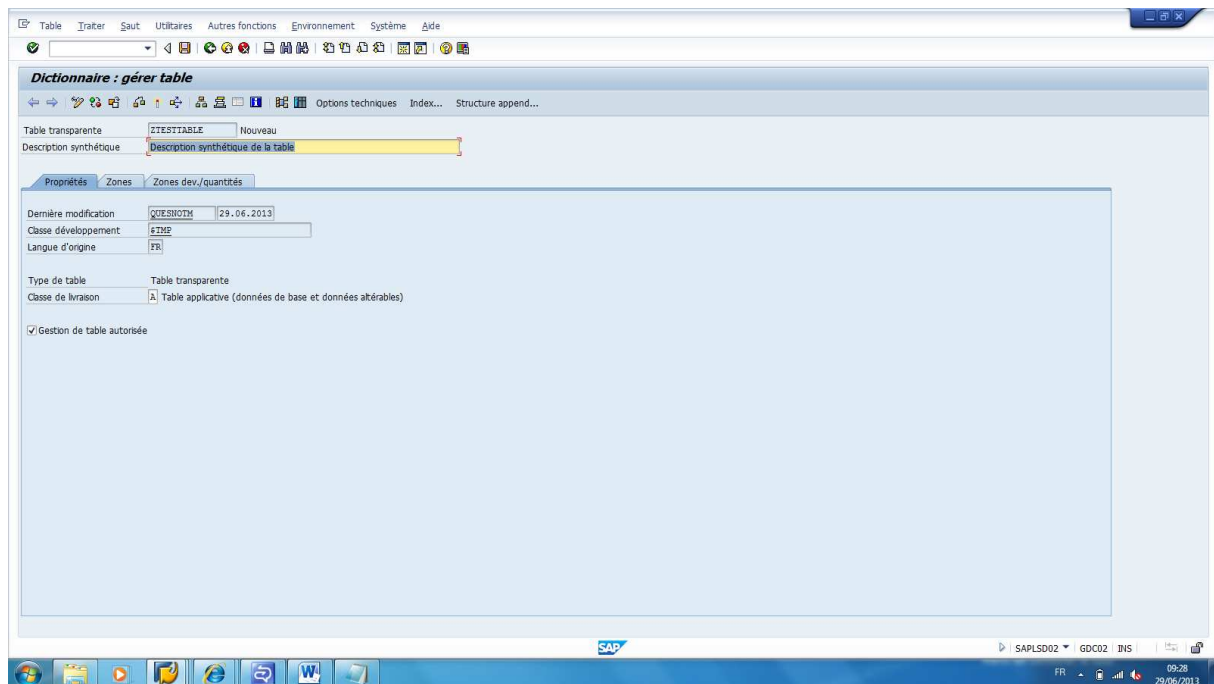 Table Traiter Saut Utilitaires Autres fonctions Environnement Système Aide
Dictionnaire : gérer table
Options techniques Index... Structure append...
Table transparente ZTESTTABLE Nouveau
Description synthétique Description synthétique de la table
Propriétés Zones Zones dev./quantités
Dernière modification QUESNOTM 29.06.2013
Classe développement $TMP
Langue d'origine FR
Type de table Table transparente
Classe de livraison A Table applicative (données de base et données altérables)
Gestion de table autorisée
SAP SAPLSD02 GDC02 INS
FR 09:28
29/06/2013